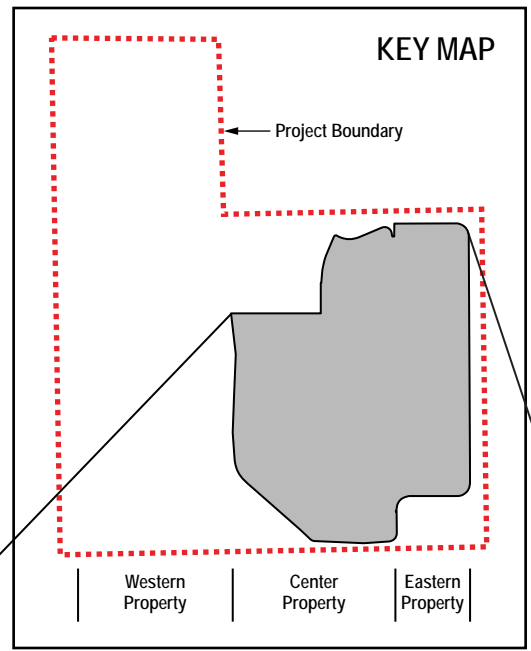 KEY MAP
Project Boundary
Western
Property
Center
Property
Eastern
Property